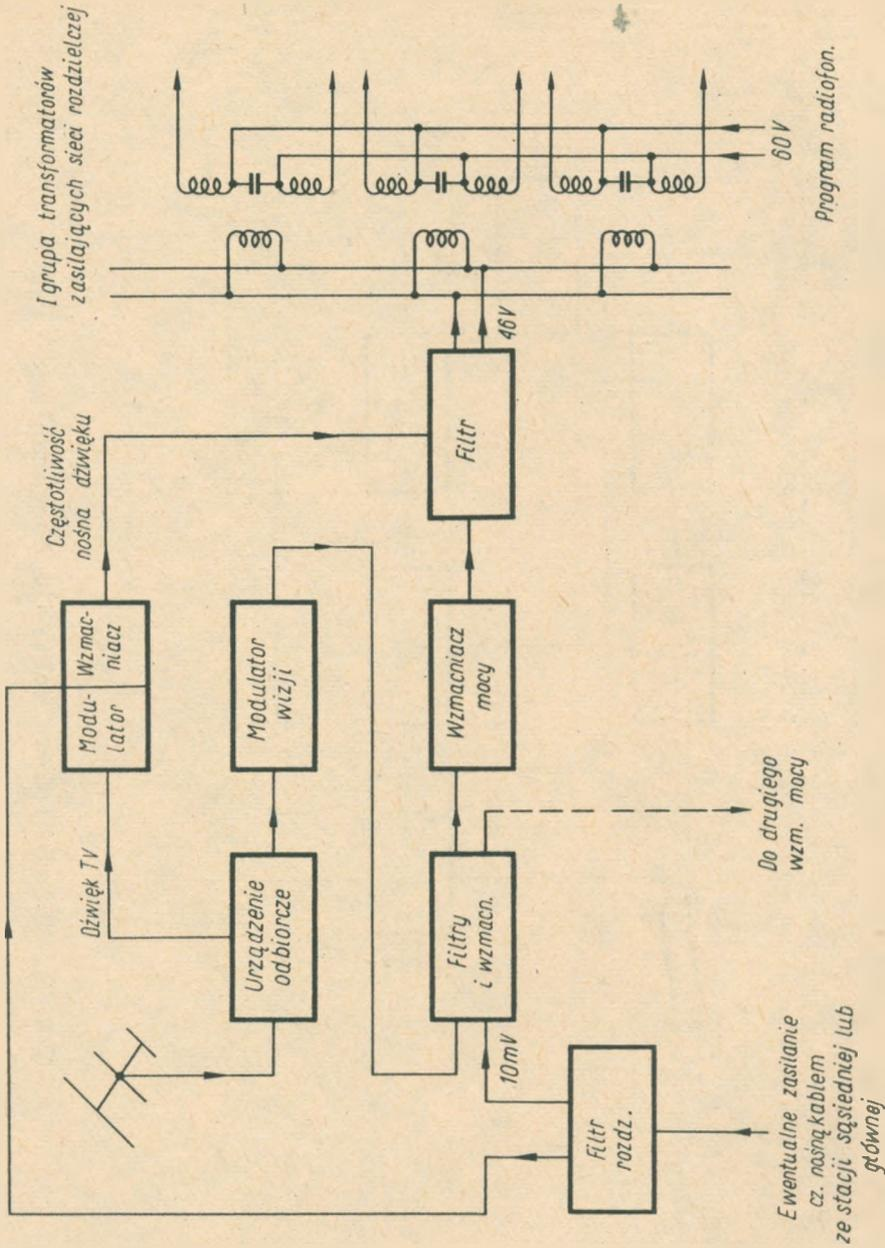 I grupa transformatorów
zasilających sieci rozdzielczej
Częstotliwość
nośna dźwięku
Modu-
lator
Wzmac-
niacz
Dźwięk TV
Urządzenie
odbiorcze
Modulator
wizji
Filtry
i wzmacn.
Wzmacniacz
mocy
Filtr
46V
10mV
Filtr
rozdz.
Do drugiego
wzm. mocy
60V
Program radiofon.
Ewentualne zasilanie
cz. nośną kablem
ze stacji sąsiedniej lub
głównej